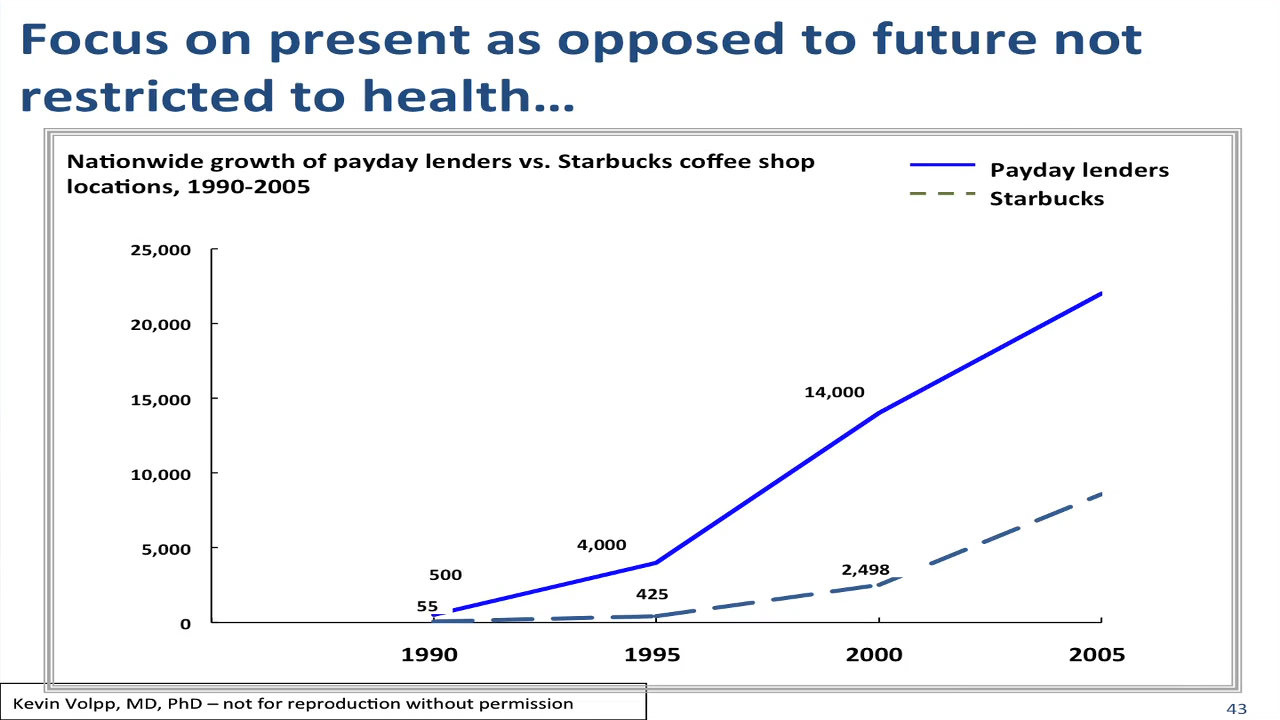 Focus on present as opposed to future not
restricted to health…
Nationwide growth of payday lenders vs. Starbucks coffee shop
locations, 1990-2005
Payday lenders
Starbucks
25,000
20,000
15,000
10,000
5,000
0
14,000
4,000
500
55
425
2,498
1990
1995
2000
2005
Kevin Volpp, MD, PhD – not for reproduction without permission
43